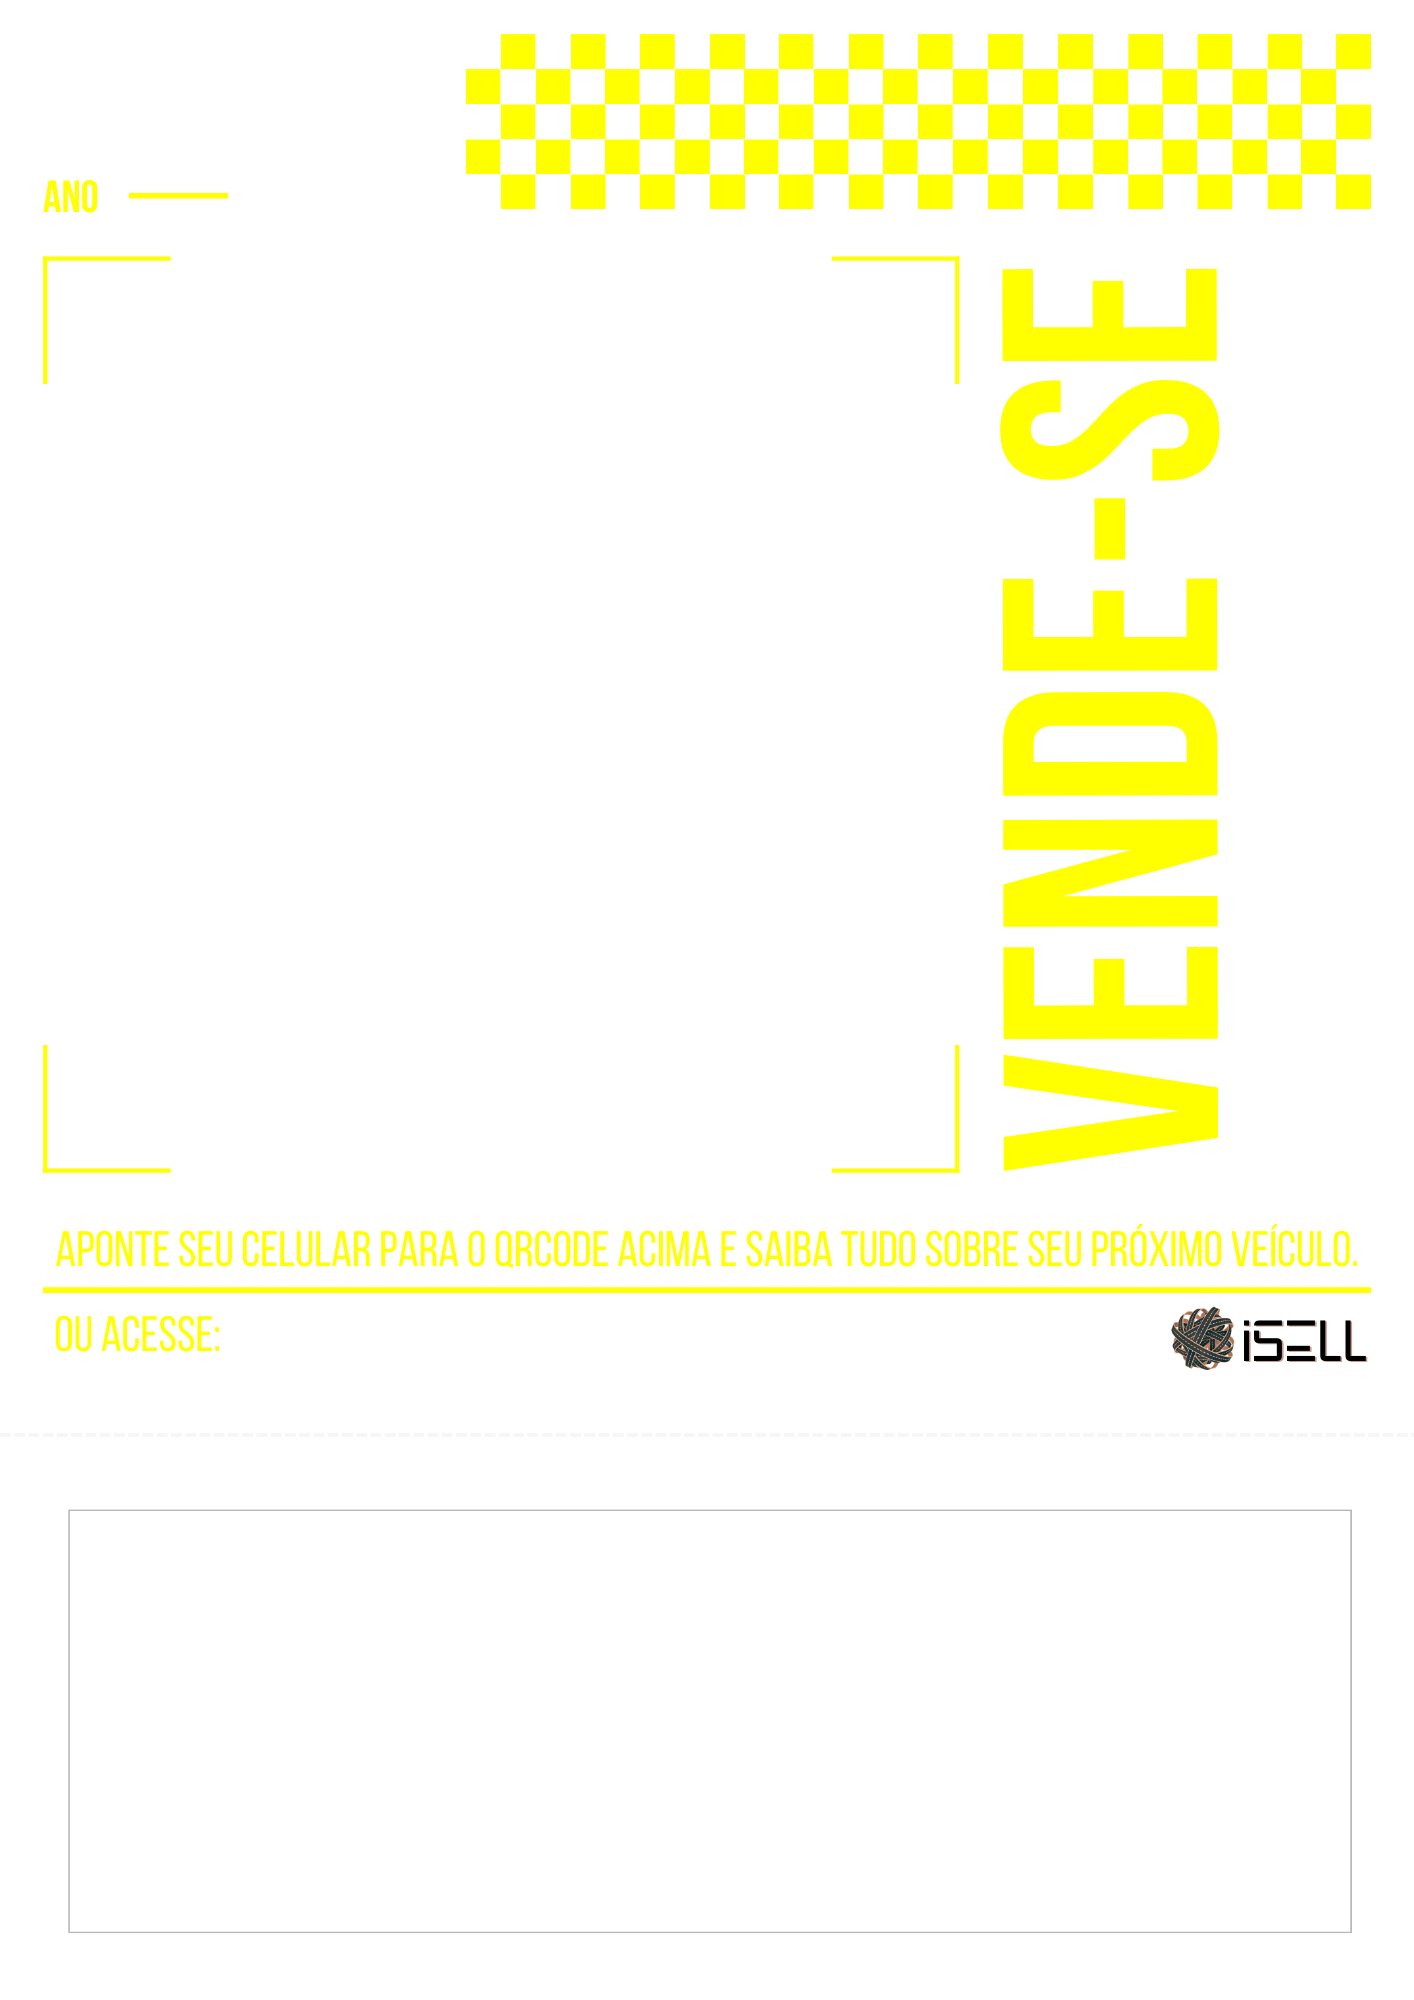 ANO
VENDE-SE
APONTE SEU CELULAR PARA O QRCODE ACIMA E SAIBA TUDO SOBRE SEU PRÓXIMO VEÍCULO.
OU ACESSE:
iSELL